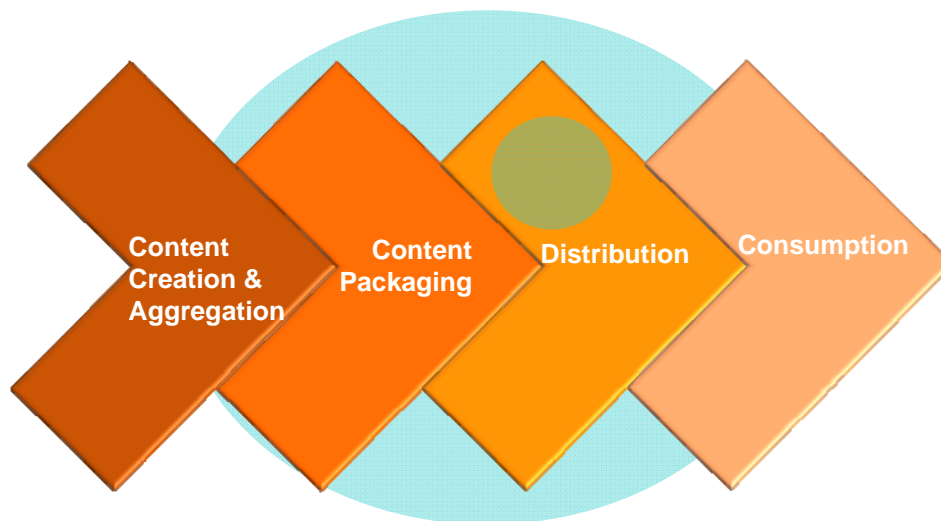 Content
Creation &
Aggregation
Content
Packaging
Distribution
Consumption